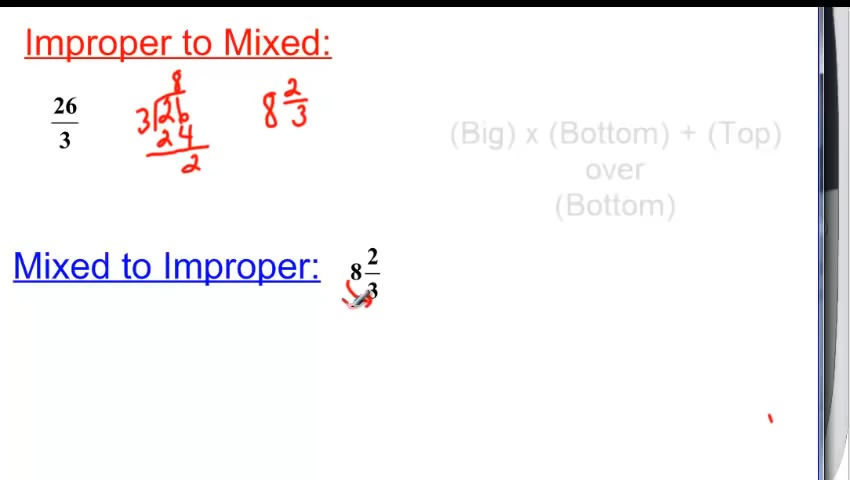 Improper to Mixed:
26
3
8
3 26
24
2
8 2/3
(Big) x (Bottom) + (Top)
over
(Bottom)
Mixed to Improper:
8 2/3